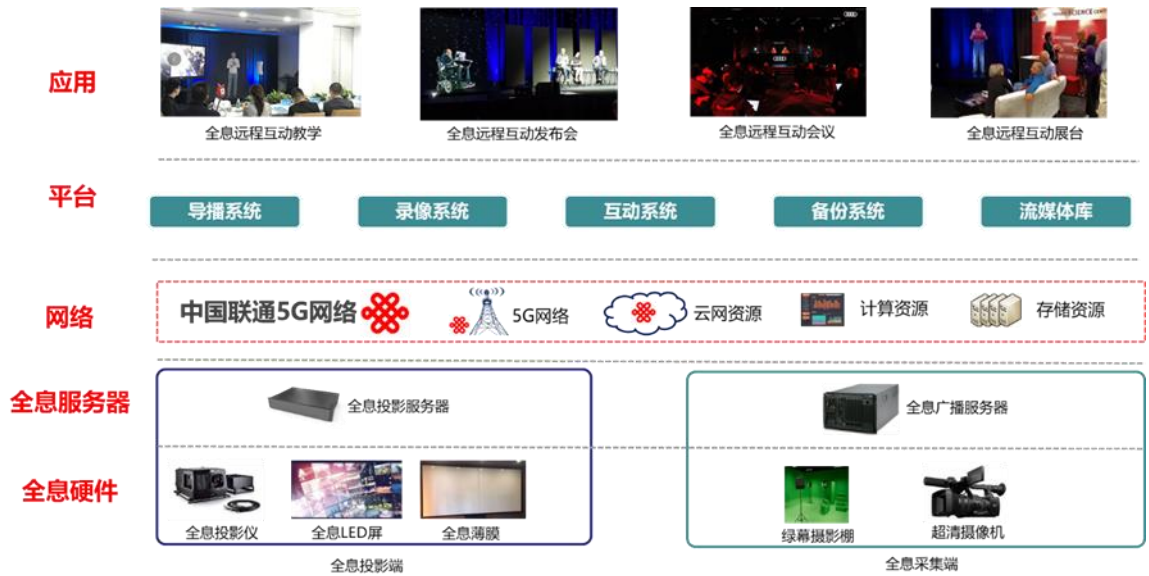 应用
全息远程互动教学
全息远程互动发布会
全息远程互动会议
全息远程互动展台
平台
导播系统
录像系统
互动系统
备份系统
流媒体库
网络
中国联通5G网络
5G网络
云网资源
计算资源
存储资源
全息服务器
全息投影服务器
全息广播服务器
全息硬件
全息投影仪
全息LED屏
全息薄膜
绿幕摄影棚
超清摄像机
全息投影端
全息采集端